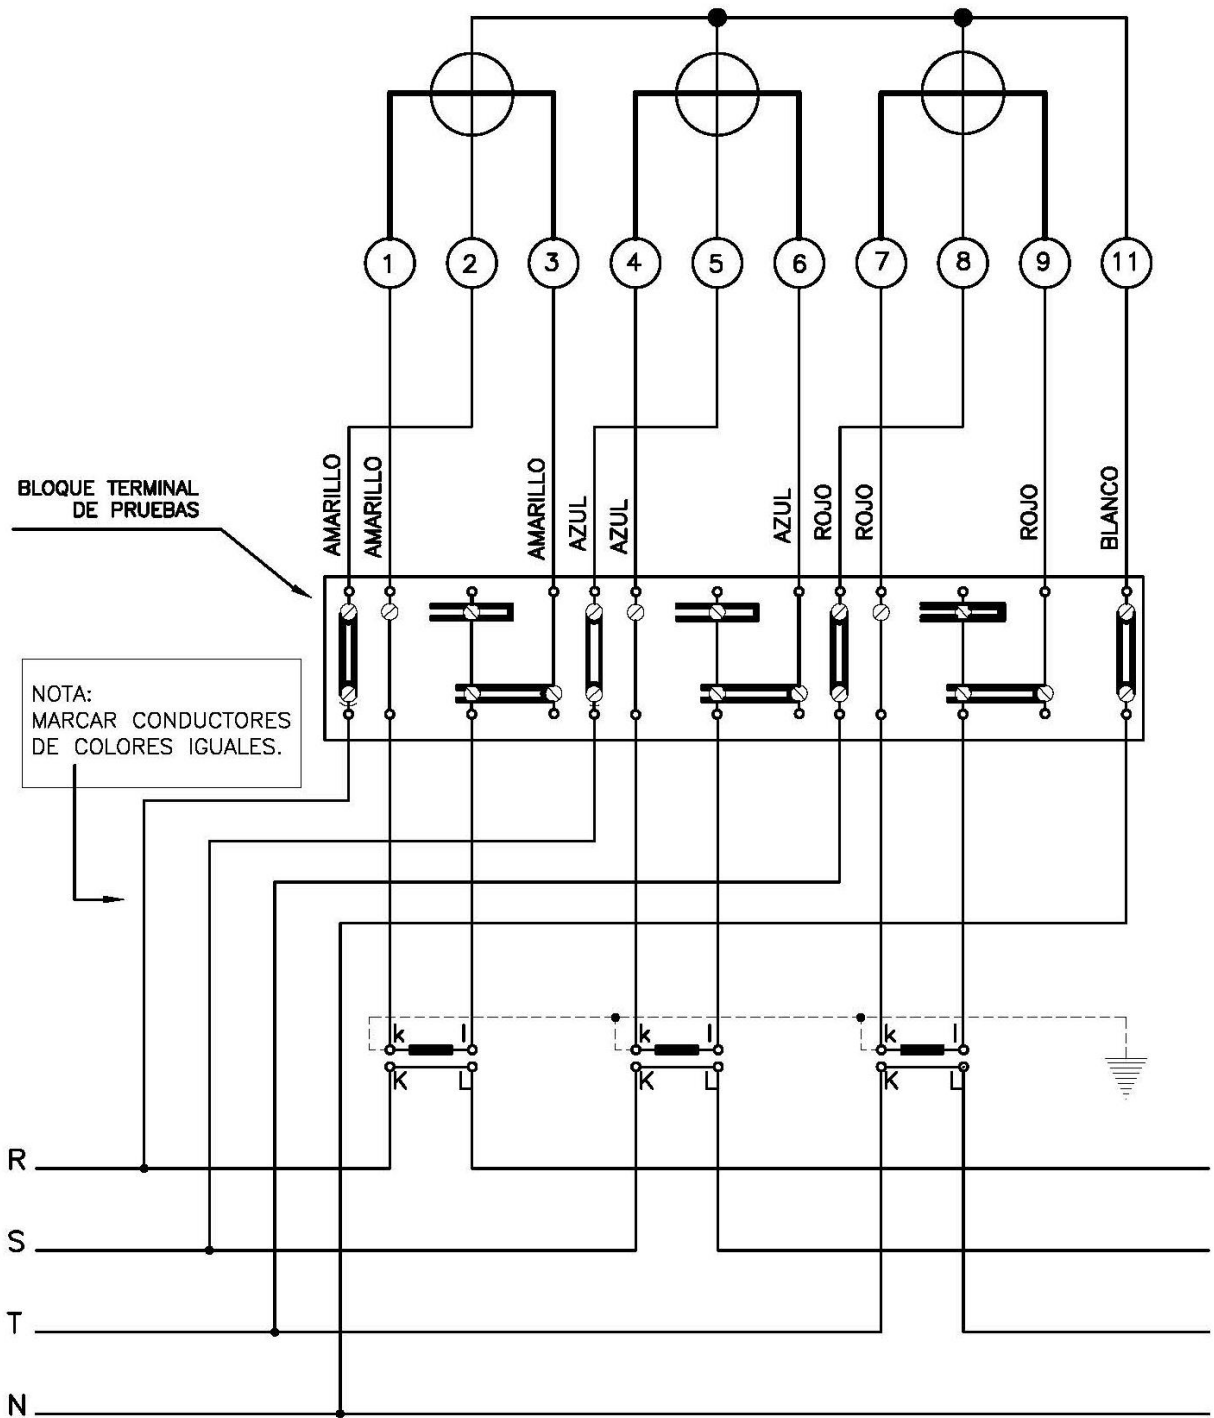 1 2 3 4 5 6 7 8 9 11
AMARILLO
AMARILLO
AMARILLO
AZUL
AZUL
AZUL
ROJO
ROJO
ROJO
BLANCO
BLOQUE TERMINAL
DE PRUEBAS
NOTA:
MARCAR CONDUCTORES
DE COLORES IGUALES.
k l k l k l
K L K L K L
R
S
T
N